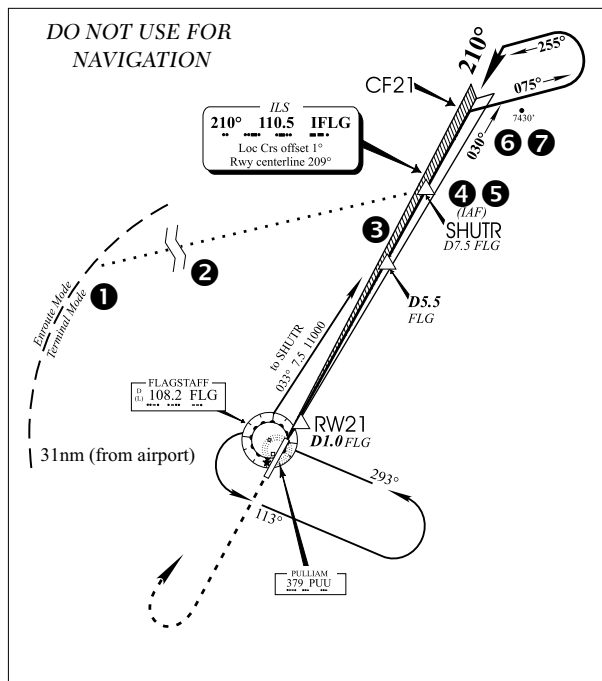 DO NOT USE FOR
NAVIGATION
210°
255°
075°
CF21
ILS
210° 110.5 IFLG
Loc Crs offset 1°
Rwy centerline 209°
7430'
030°
6 7
4 5
(IAF)
SHUTR
D7.5 FLG
3
2
1
Enroute Mode
Terminal Mode
D5.5
FLG
to SHUTR
033° 7.5 11000
FLAGSTAFF
D
(L) 108.2 FLG
RW21
D1.0 FLG
31nm (from airport)
293°
113°
PULLIAM
379 PUU